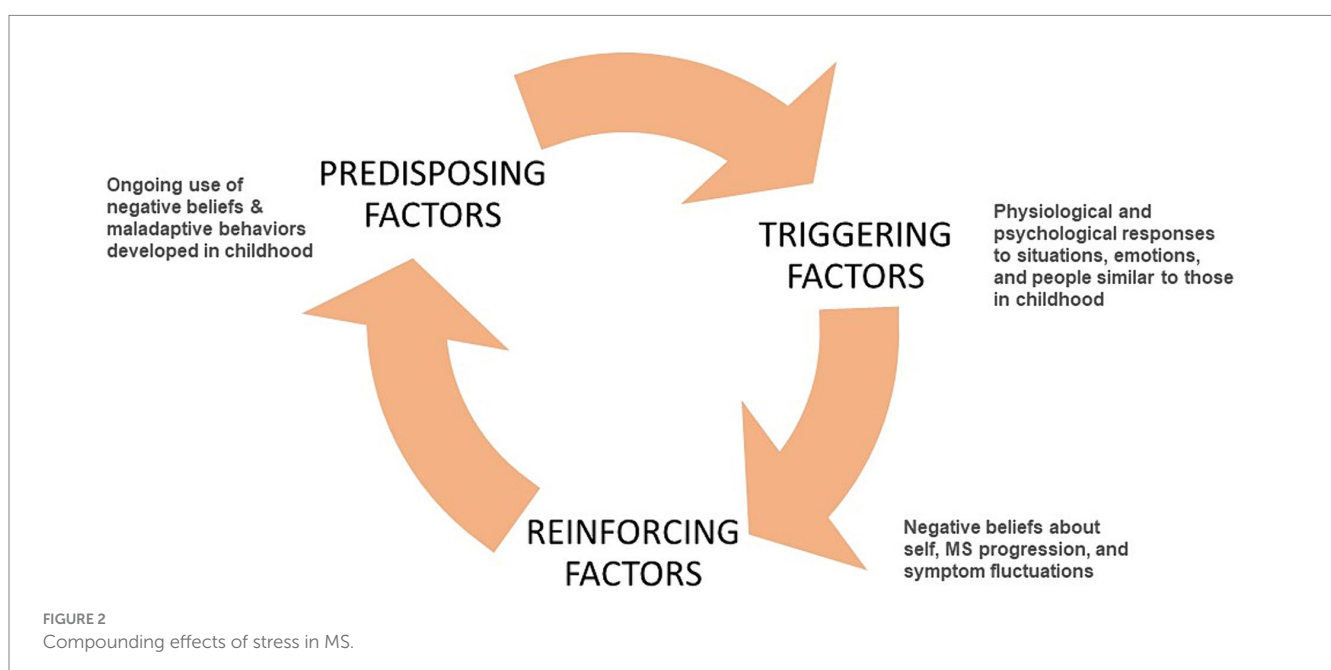 PREDISPOSING
FACTORS
Ongoing use of
negative beliefs &
maladaptive behaviors
developed in childhood
TRIGGERING
FACTORS
Physiological and
psychological responses
to situations, emotions,
and people similar to those
in childhood
REINFORCING
FACTORS
Negative beliefs about
self, MS progression, and
symptom fluctuations
FIGURE 2
Compounding effects of stress in MS.